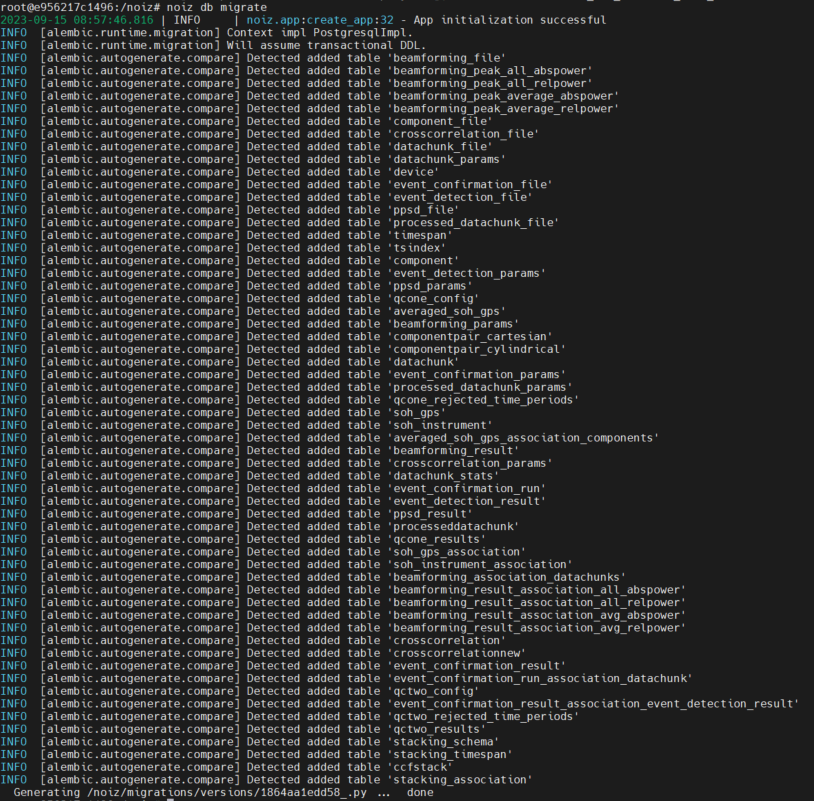 root@e956217c1496:/noiz# noiz db migrate
2023-09-15 08:57:46.816 | INFO     | noiz.app:create_app:32 - App initialization successful
INFO  [alembic.runtime.migration] Context impl PostgresqlImpl.
INFO  [alembic.runtime.migration] Will assume transactional DDL.
INFO  [alembic.autogenerate.compare] Detected added table 'beamforming_file'
INFO  [alembic.autogenerate.compare] Detected added table 'beamforming_peak_all_abspower'
INFO  [alembic.autogenerate.compare] Detected added table 'beamforming_peak_all_relpower'
INFO  [alembic.autogenerate.compare] Detected added table 'beamforming_peak_average_abspower'
INFO  [alembic.autogenerate.compare] Detected added table 'beamforming_peak_average_relpower'
INFO  [alembic.autogenerate.compare] Detected added table 'component_file'
INFO  [alembic.autogenerate.compare] Detected added table 'crosscorrelation_file'
INFO  [alembic.autogenerate.compare] Detected added table 'datachunk_file'
INFO  [alembic.autogenerate.compare] Detected added table 'datachunk_params'
INFO  [alembic.autogenerate.compare] Detected added table 'device'
INFO  [alembic.autogenerate.compare] Detected added table 'event_confirmation_file'
INFO  [alembic.autogenerate.compare] Detected added table 'event_detection_file'
INFO  [alembic.autogenerate.compare] Detected added table 'ppsd_file'
INFO  [alembic.autogenerate.compare] Detected added table 'processed_datachunk_file'
INFO  [alembic.autogenerate.compare] Detected added table 'timespan'
INFO  [alembic.autogenerate.compare] Detected added table 'tsindex'
INFO  [alembic.autogenerate.compare] Detected added table 'component'
INFO  [alembic.autogenerate.compare] Detected added table 'event_detection_params'
INFO  [alembic.autogenerate.compare] Detected added table 'ppsd_params'
INFO  [alembic.autogenerate.compare] Detected added table 'qcone_config'
INFO  [alembic.autogenerate.compare] Detected added table 'averaged_soh_gps'
INFO  [alembic.autogenerate.compare] Detected added table 'beamforming_params'
INFO  [alembic.autogenerate.compare] Detected added table 'componentpair_cartesian'
INFO  [alembic.autogenerate.compare] Detected added table 'componentpair_cylindrical'
INFO  [alembic.autogenerate.compare] Detected added table 'datachunk'
INFO  [alembic.autogenerate.compare] Detected added table 'event_confirmation_params'
INFO  [alembic.autogenerate.compare] Detected added table 'processed_datachunk_params'
INFO  [alembic.autogenerate.compare] Detected added table 'qcone_rejected_time_periods'
INFO  [alembic.autogenerate.compare] Detected added table 'soh_gps'
INFO  [alembic.autogenerate.compare] Detected added table 'soh_instrument'
INFO  [alembic.autogenerate.compare] Detected added table 'averaged_soh_gps_association_components'
INFO  [alembic.autogenerate.compare] Detected added table 'beamforming_result'
INFO  [alembic.autogenerate.compare] Detected added table 'crosscorrelation_params'
INFO  [alembic.autogenerate.compare] Detected added table 'datachunk_stats'
INFO  [alembic.autogenerate.compare] Detected added table 'event_confirmation_run'
INFO  [alembic.autogenerate.compare] Detected added table 'event_detection_result'
INFO  [alembic.autogenerate.compare] Detected added table 'ppsd_result'
INFO  [alembic.autogenerate.compare] Detected added table 'processeddatachunk'
INFO  [alembic.autogenerate.compare] Detected added table 'qcone_results'
INFO  [alembic.autogenerate.compare] Detected added table 'soh_gps_association'
INFO  [alembic.autogenerate.compare] Detected added table 'soh_instrument_association'
INFO  [alembic.autogenerate.compare] Detected added table 'beamforming_association_datachunks'
INFO  [alembic.autogenerate.compare] Detected added table 'beamforming_result_association_all_abspower'
INFO  [alembic.autogenerate.compare] Detected added table 'beamforming_result_association_all_relpower'
INFO  [alembic.autogenerate.compare] Detected added table 'beamforming_result_association_avg_abspower'
INFO  [alembic.autogenerate.compare] Detected added table 'beamforming_result_association_avg_relpower'
INFO  [alembic.autogenerate.compare] Detected added table 'crosscorrelation'
INFO  [alembic.autogenerate.compare] Detected added table 'crosscorrelationnew'
INFO  [alembic.autogenerate.compare] Detected added table 'event_confirmation_result'
INFO  [alembic.autogenerate.compare] Detected added table 'event_confirmation_run_association_datachunk'
INFO  [alembic.autogenerate.compare] Detected added table 'qctwo_config'
INFO  [alembic.autogenerate.compare] Detected added table 'event_confirmation_result_association_event_detection_result'
INFO  [alembic.autogenerate.compare] Detected added table 'qctwo_rejected_time_periods'
INFO  [alembic.autogenerate.compare] Detected added table 'qctwo_results'
INFO  [alembic.autogenerate.compare] Detected added table 'stacking_schema'
INFO  [alembic.autogenerate.compare] Detected added table 'stacking_timespan'
INFO  [alembic.autogenerate.compare] Detected added table 'ccfstack'
INFO  [alembic.autogenerate.compare] Detected added table 'stacking_association'
  Generating /noiz/migrations/versions/1864aa1edd58_.py ...  done